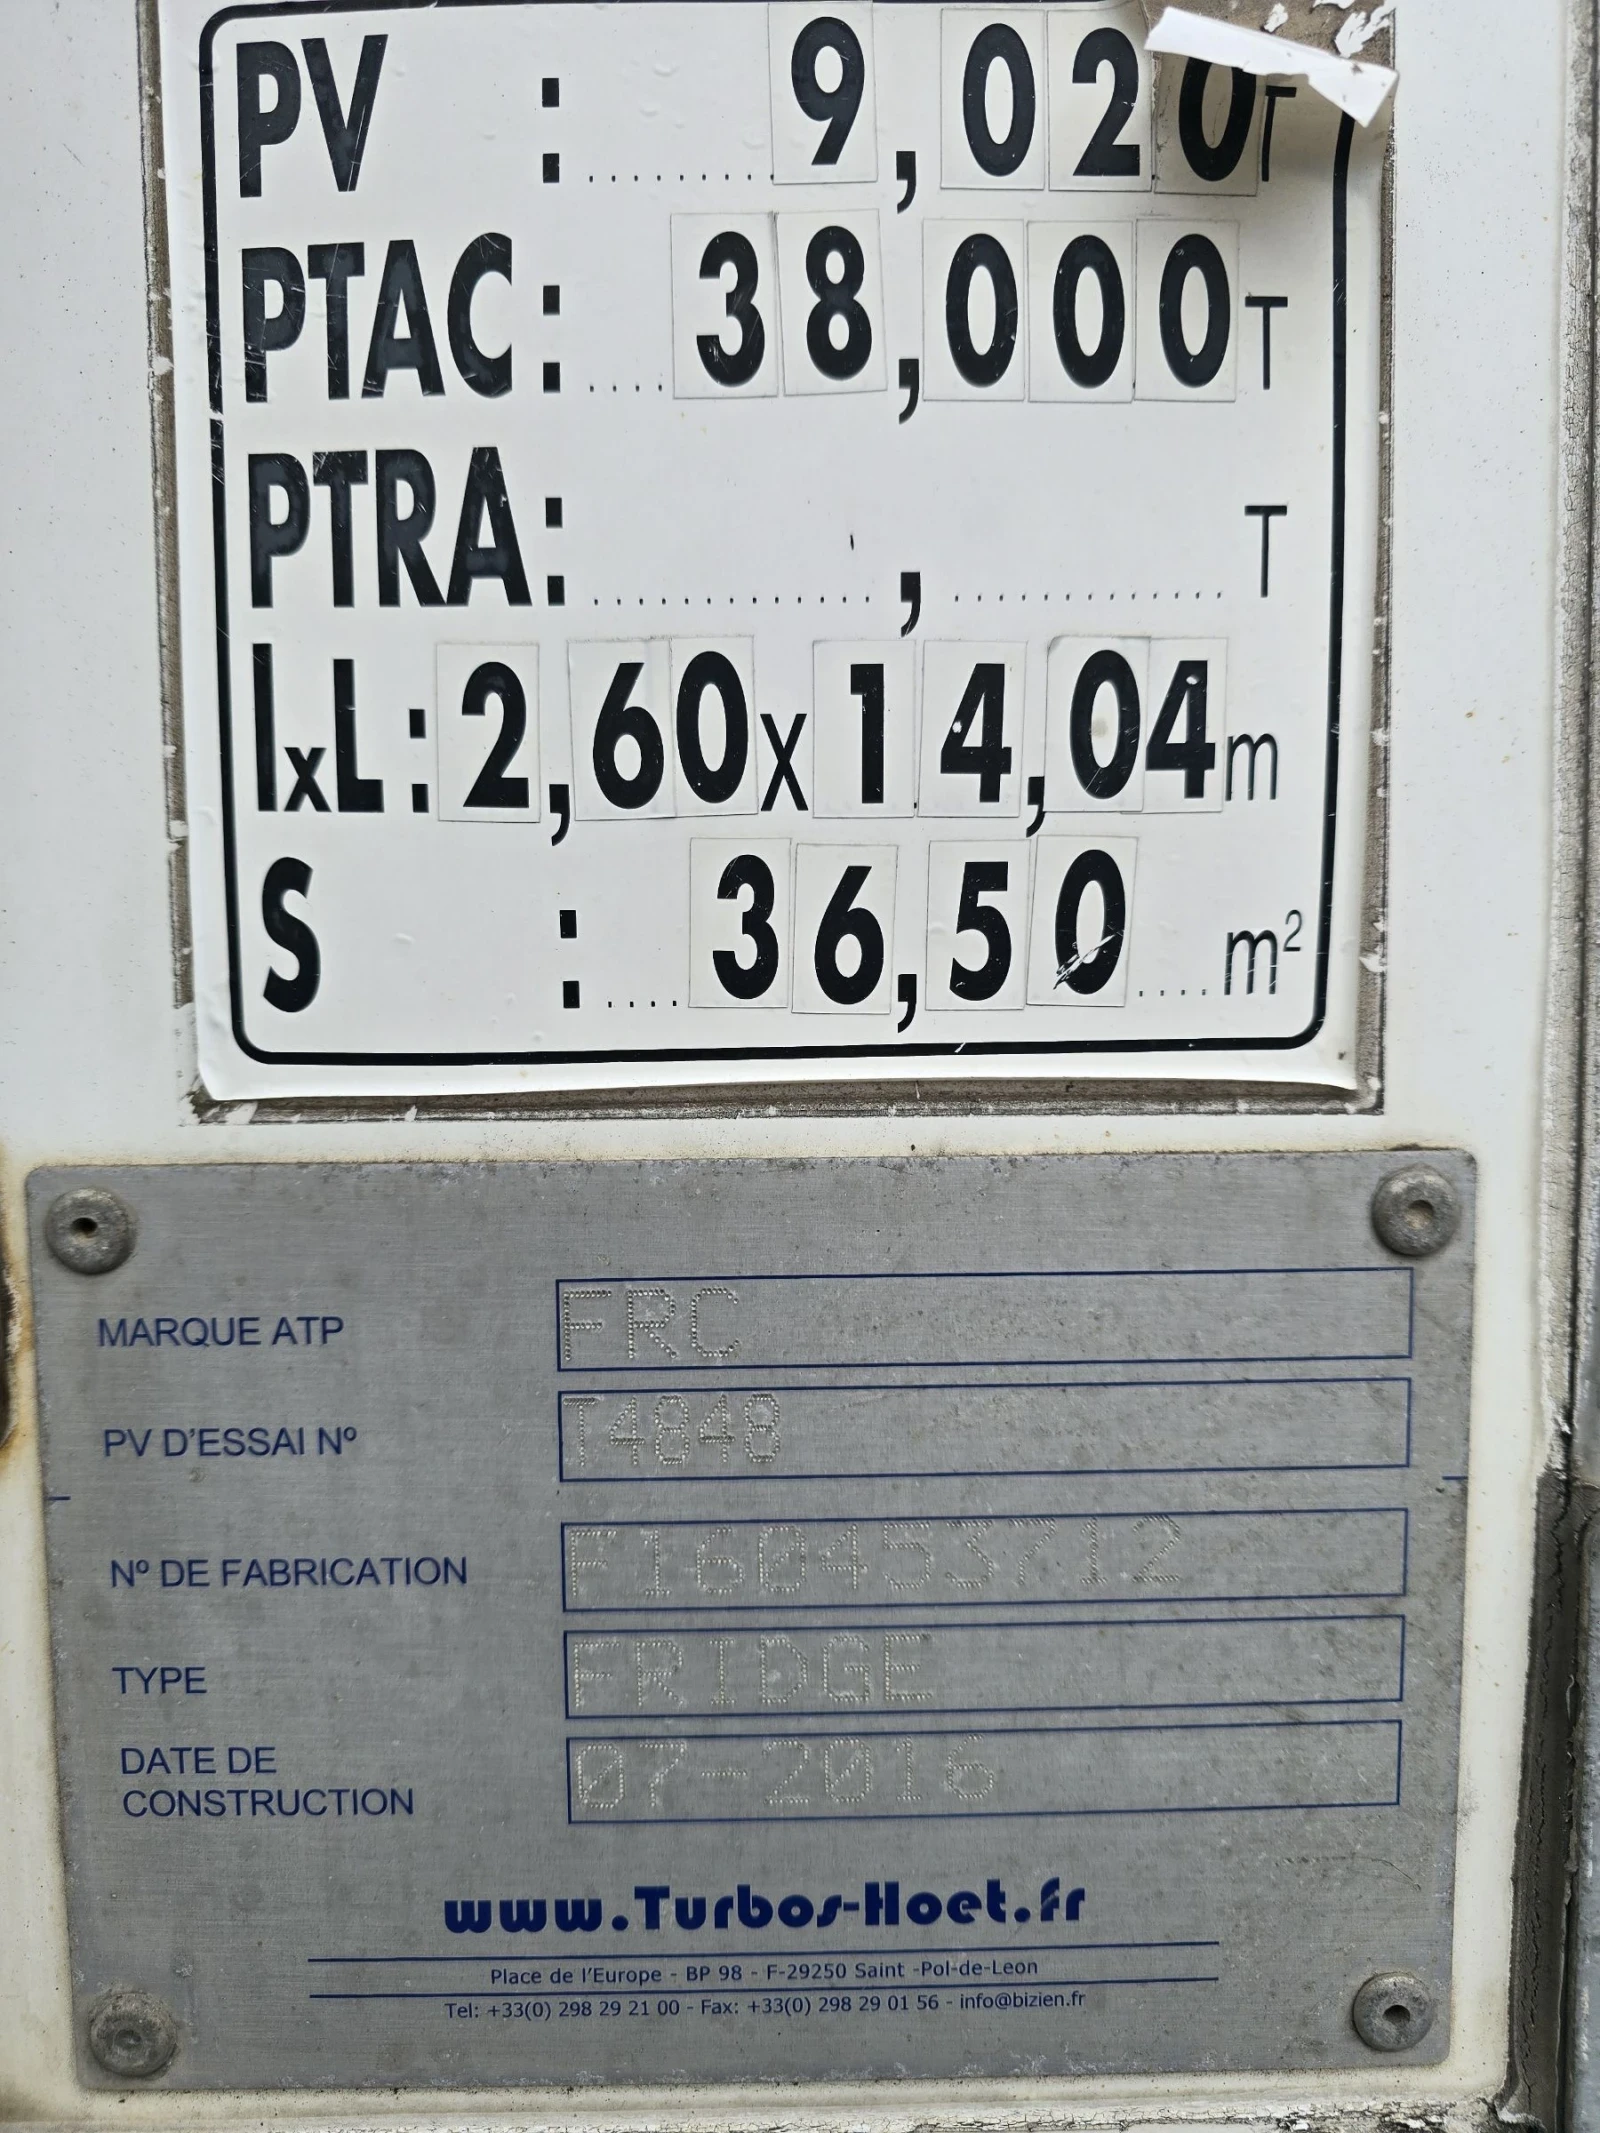 PV : 9,020 T
PTAC : 38,000 T
PTRA : , T
lxL : 2,60 x 14,04 m
S : 36,50 m²
MARQUE ATP FRC
PV D'ESSAI Nº T4848
Nº DE FABRICATION F160453712
TYPE FRIDGE
DATE DE CONSTRUCTION 07-2016
www.Turbos-Hoet.fr
Place de l'Europe - BP 98 - F-29250 Saint -Pol-de-Leon
Tel: +33(0) 298 29 21 00 - Fax: +33(0) 298 29 01 56 - info@bizien.fr